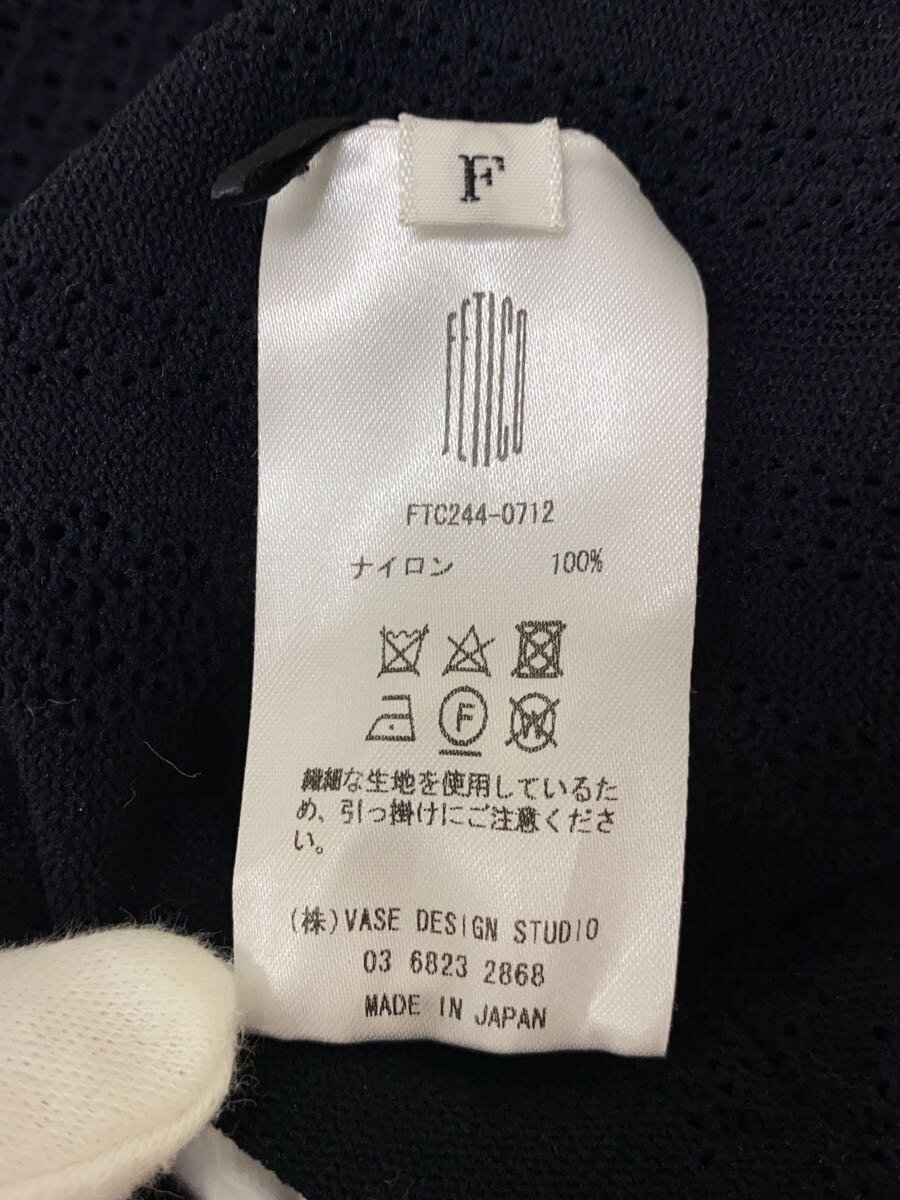 F
FETICO
FTC244-0712
ナイロン 100%
F
W
繊細な生地を使用しているた
め、引っ掛けにご注意くださ
い。
(株)VASE DESIGN STUDIO
03 6823 2868
MADE IN JAPAN